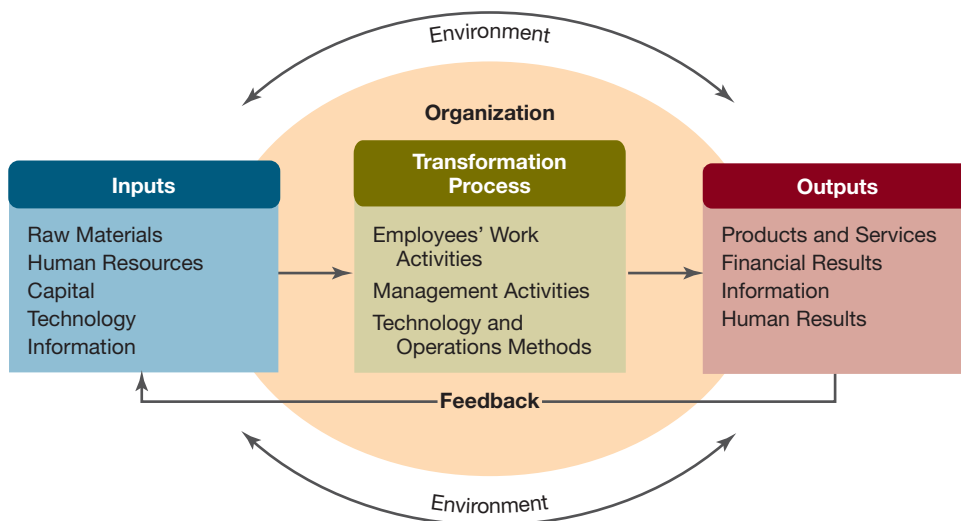 Environment
Organization
Inputs
Raw Materials
Human Resources
Capital
Technology
Information
Transformation
Process
Employees’ Work
Activities
Management Activities
Technology and
Operations Methods
Outputs
Products and Services
Financial Results
Information
Human Results
Feedback
Environment